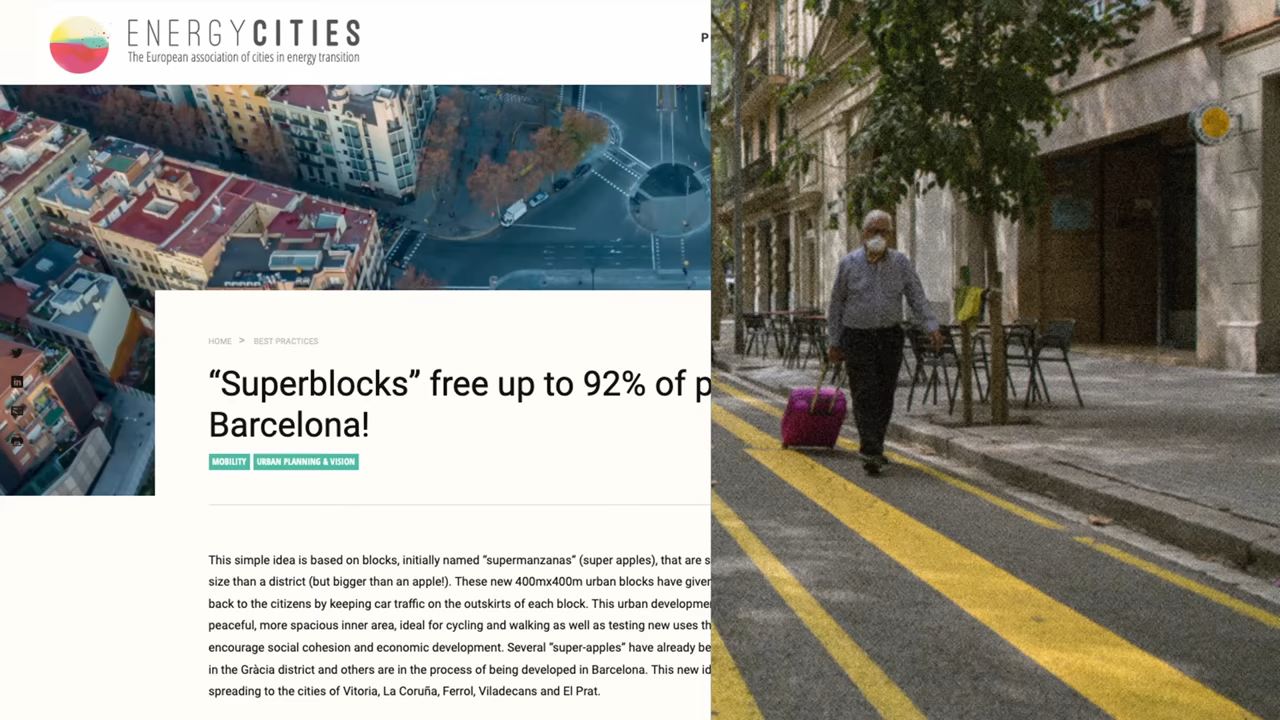 ENERGYCITIES
The European association of cities in energy transition
P
HOME > BEST PRACTICES
“Superblocks” free up to 92% of p
Barcelona!
MOBILITY URBAN PLANNING & VISION
This simple idea is based on blocks, initially named “supermanzanas” (super apples), that are s
size than a district (but bigger than an apple!). These new 400mx400m urban blocks have given
back to the citizens by keeping car traffic on the outskirts of each block. This urban developme
peaceful, more spacious inner area, ideal for cycling and walking as well as testing new uses th
encourage social cohesion and economic development. Several “super-apples” have already be
in the Gràcia district and others are in the process of being developed in Barcelona. This new id
spreading to the cities of Vitoria, La Coruña, Ferrol, Viladecans and El Prat.